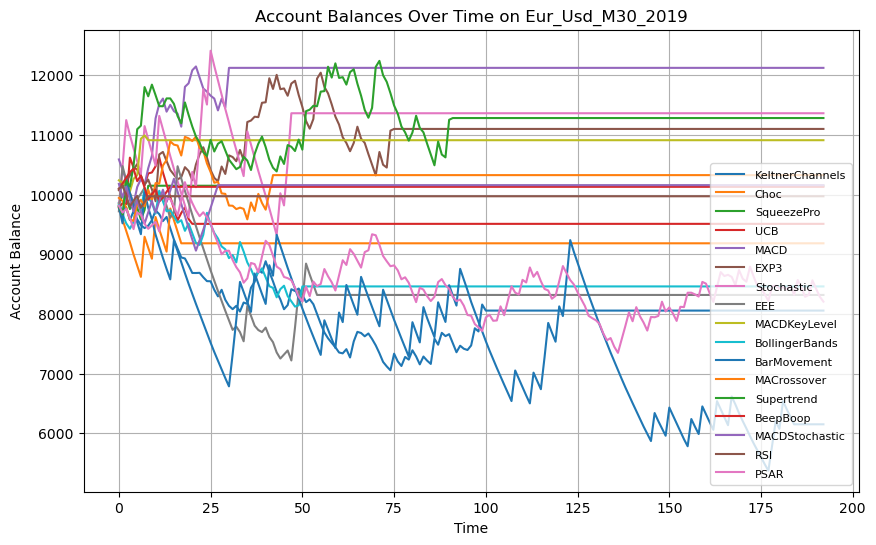 Account Balances Over Time on Eur_Usd_M30_2019
Account Balance
12000
11000
10000
9000
8000
7000
6000
KeltnerChannels
Choc
SqueezePro
UCB
MACD
EXP3
Stochastic
EEE
MACDKeyLevel
BollingerBands
BarMovement
MACrossover
Supertrend
BeepBoop
MACDStochastic
RSI
PSAR
0 25 50 75 100 125 150 175 200
Time